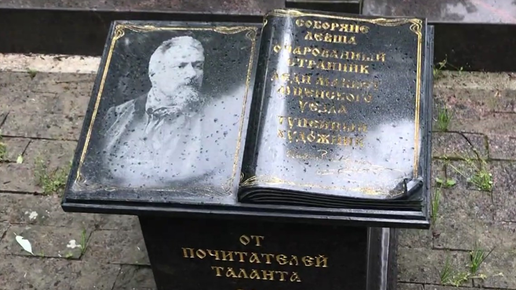 СОБОРЯНЕ
ЛЕВША
ОЧАРОВАННЫЙ
СТРАННИК
ЛЕДИ МАКБЕТ
МЦЕНСКОГО
УЕЗДА
ТУПЕЙНЫЙ
ХУДОЖНИК
ОТ
ПОЧИТАТЕЛЕЙ
ТАЛАНТА